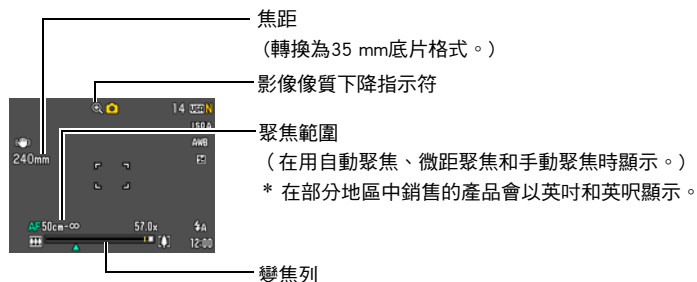 焦距
(轉換為35 mm底片格式。)
影像像質下降指示符
14 N
ISO A
AWB
240mm
聚焦範圍
（在用自動聚焦、微距聚焦和手動聚焦時顯示。）
* 在部分地區中銷售的產品會以英吋和英呎顯示。
AF50cm-∞ 57.0x A
12:00
變焦列